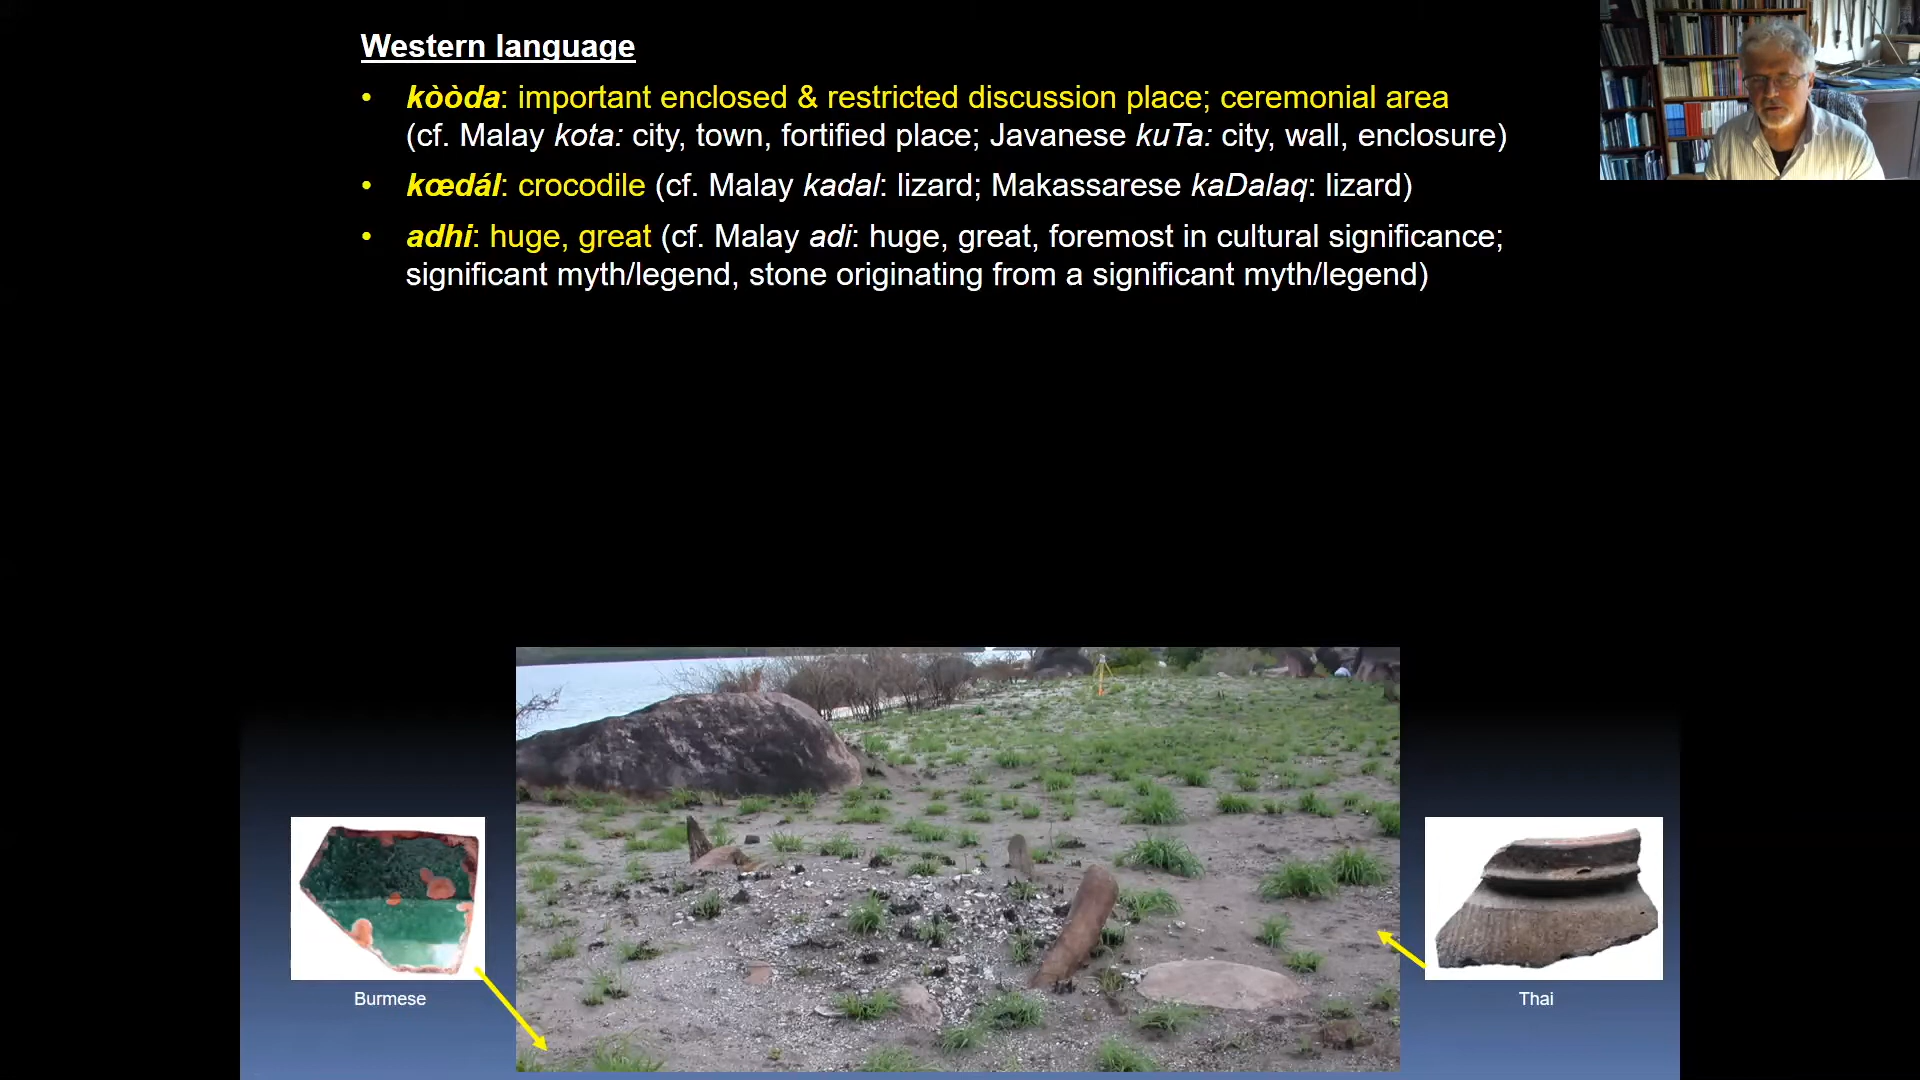 Western language
• kòòda: important enclosed & restricted discussion place; ceremonial area
(cf. Malay kota: city, town, fortified place; Javanese kuTa: city, wall, enclosure)
• kœdál: crocodile (cf. Malay kadal: lizard; Makassarese kaDalaq: lizard)
• adhi: huge, great (cf. Malay adi: huge, great, foremost in cultural significance;
significant myth/legend, stone originating from a significant myth/legend)
Burmese
Thai